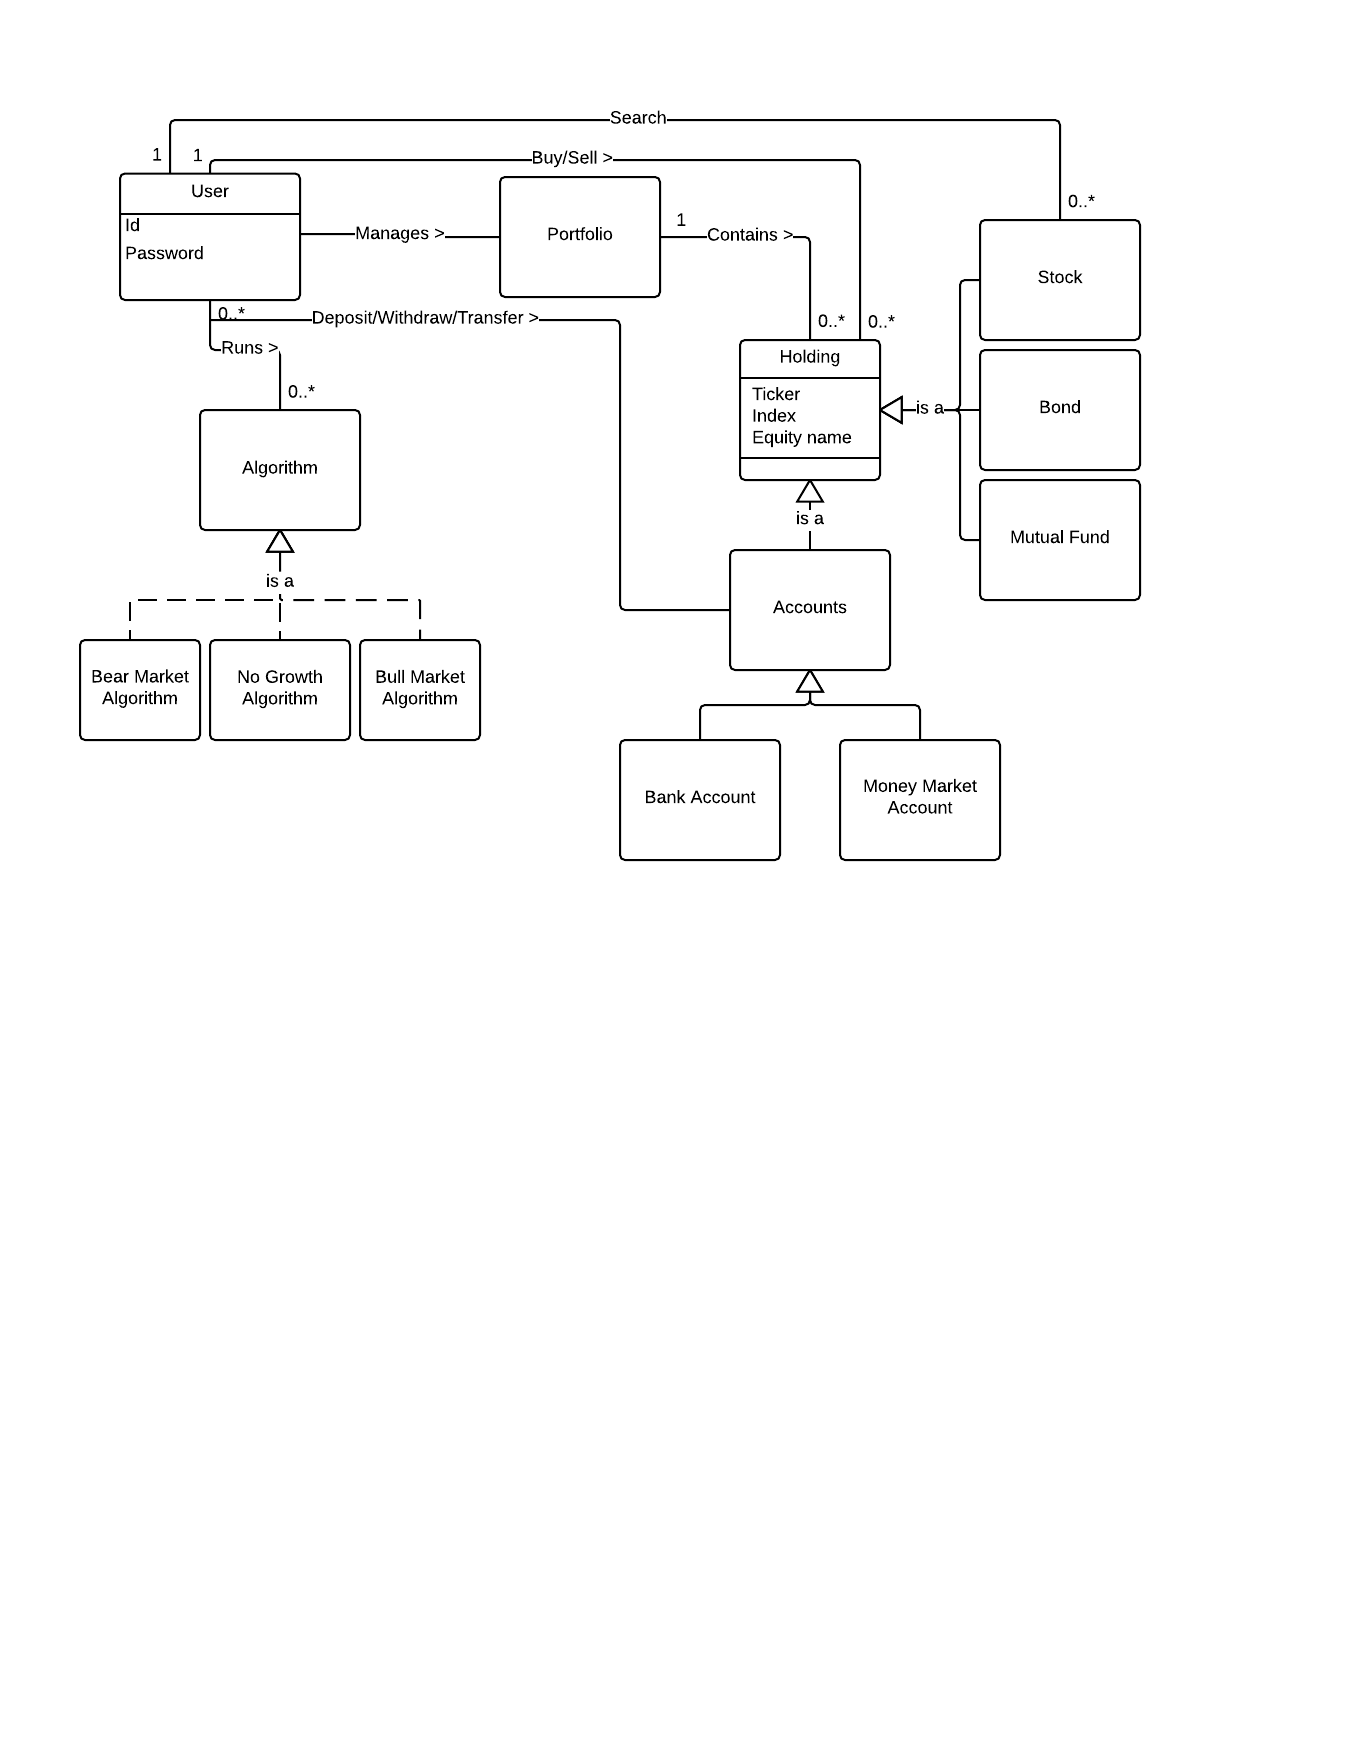 Search
1
1
Buy/Sell >
User
Id
Password
Manages >
Portfolio
1
Contains >
0..*
Stock
0..*
Deposit/Withdraw/Transfer >
0..*
0..*
Runs >
Holding
Ticker
Index
Equity name
is a
Bond
0..*
Algorithm
is a
Mutual Fund
is a
Accounts
Bear Market
Algorithm
No Growth
Algorithm
Bull Market
Algorithm
Bank Account
Money Market
Account